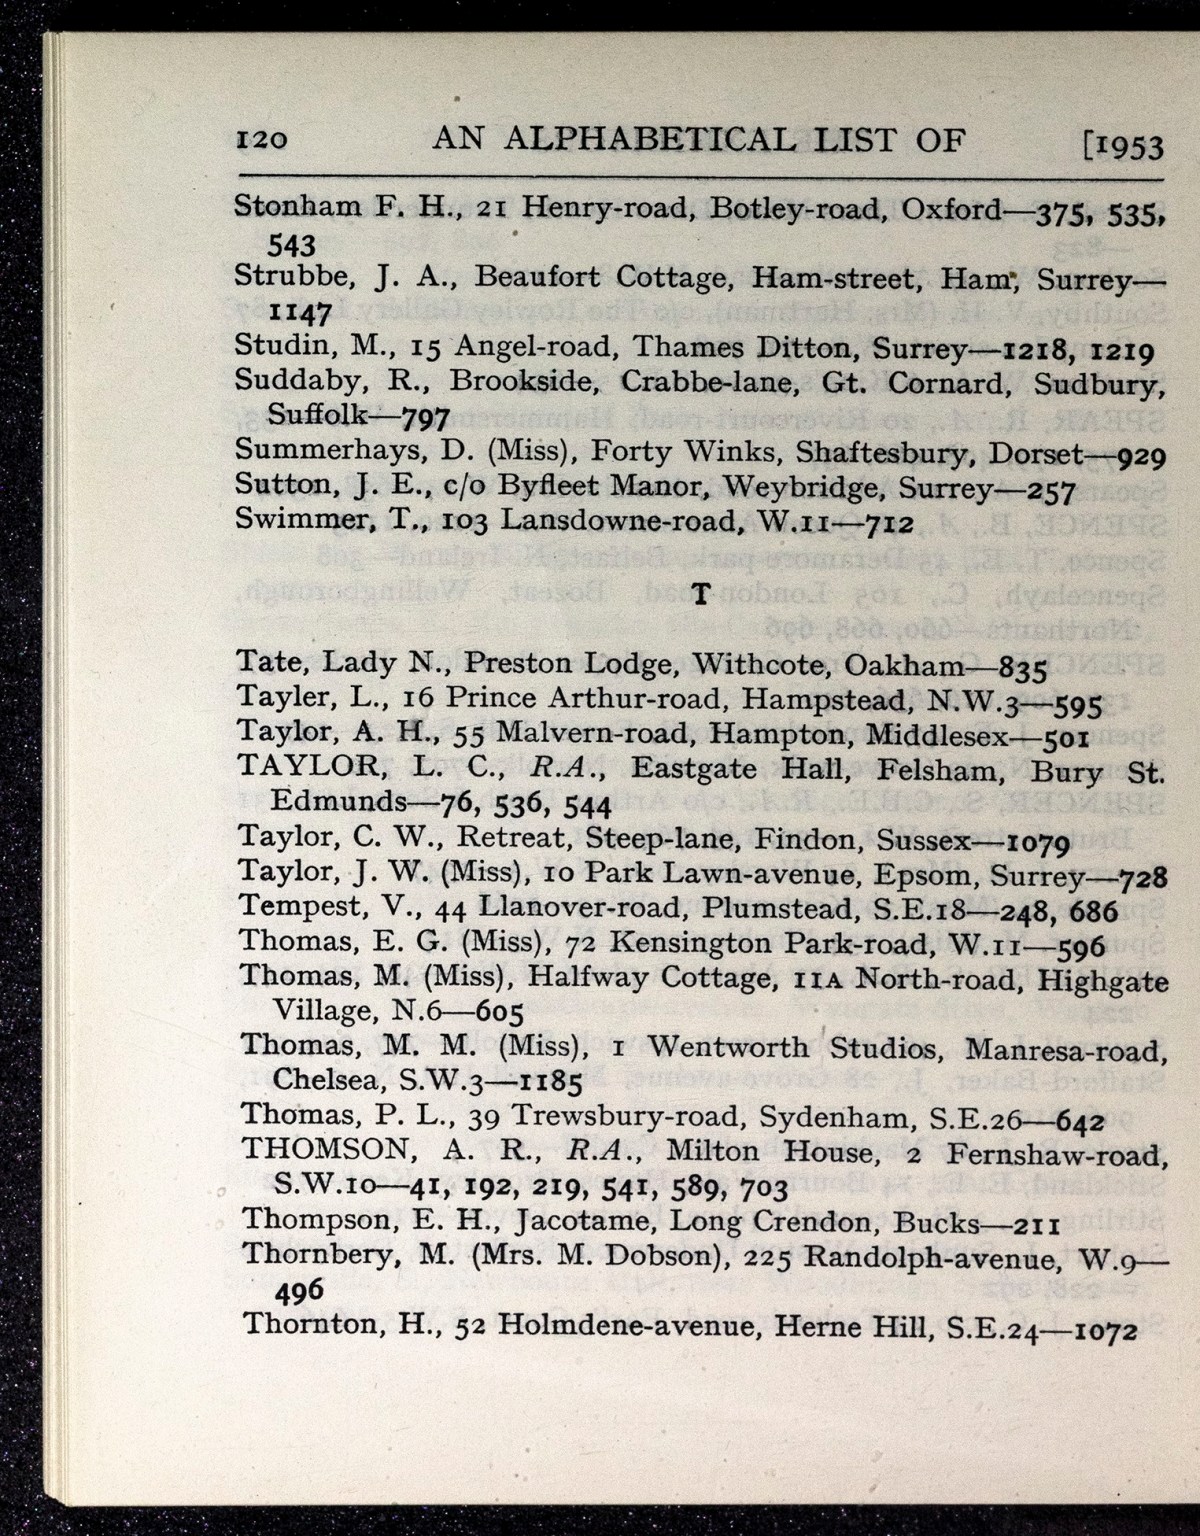 120 AN ALPHABETICAL LIST OF [1953
Stonham F. H., 21 Henry-road, Botley-road, Oxford—375, 535,
543
Strubbe, J. A., Beaufort Cottage, Ham-street, Ham, Surrey—
1147
Studin, M., 15 Angel-road, Thames Ditton, Surrey—1218, 1219
Suddaby, R., Brookside, Crabbe-lane, Gt. Cornard, Sudbury,
Suffolk—797
Summerhays, D. (Miss), Forty Winks, Shaftesbury, Dorset—929
Sutton, J. E., c/o Byfleet Manor, Weybridge, Surrey—257
Swimmer, T., 103 Lansdowne-road, W.11—712
T
Tate, Lady N., Preston Lodge, Withcote, Oakham—835
Tayler, L., 16 Prince Arthur-road, Hampstead, N.W.3—595
Taylor, A. H., 55 Malvern-road, Hampton, Middlesex—501
TAYLOR, L. C., R.A., Eastgate Hall, Felsham, Bury St.
Edmunds—76, 536, 544
Taylor, C. W., Retreat, Steep-lane, Findon, Sussex—1079
Taylor, J. W. (Miss), 10 Park Lawn-avenue, Epsom, Surrey—728
Tempest, V., 44 Llanover-road, Plumstead, S.E.18—248, 686
Thomas, E. G. (Miss), 72 Kensington Park-road, W.11—596
Thomas, M. (Miss), Halfway Cottage, 11A North-road, Highgate
Village, N.6—605
Thomas, M. M. (Miss), 1 Wentworth Studios, Manresa-road,
Chelsea, S.W.3—1185
Thomas, P. L., 39 Trewsbury-road, Sydenham, S.E.26—642
THOMSON, A. R., R.A., Milton House, 2 Fernshaw-road,
S.W.10—41, 192, 219, 541, 589, 703
Thompson, E. H., Jacotame, Long Crendon, Bucks—211
Thornbery, M. (Mrs. M. Dobson), 225 Randolph-avenue, W.9—
496
Thornton, H., 52 Holmdene-avenue, Herne Hill, S.E.24—1072